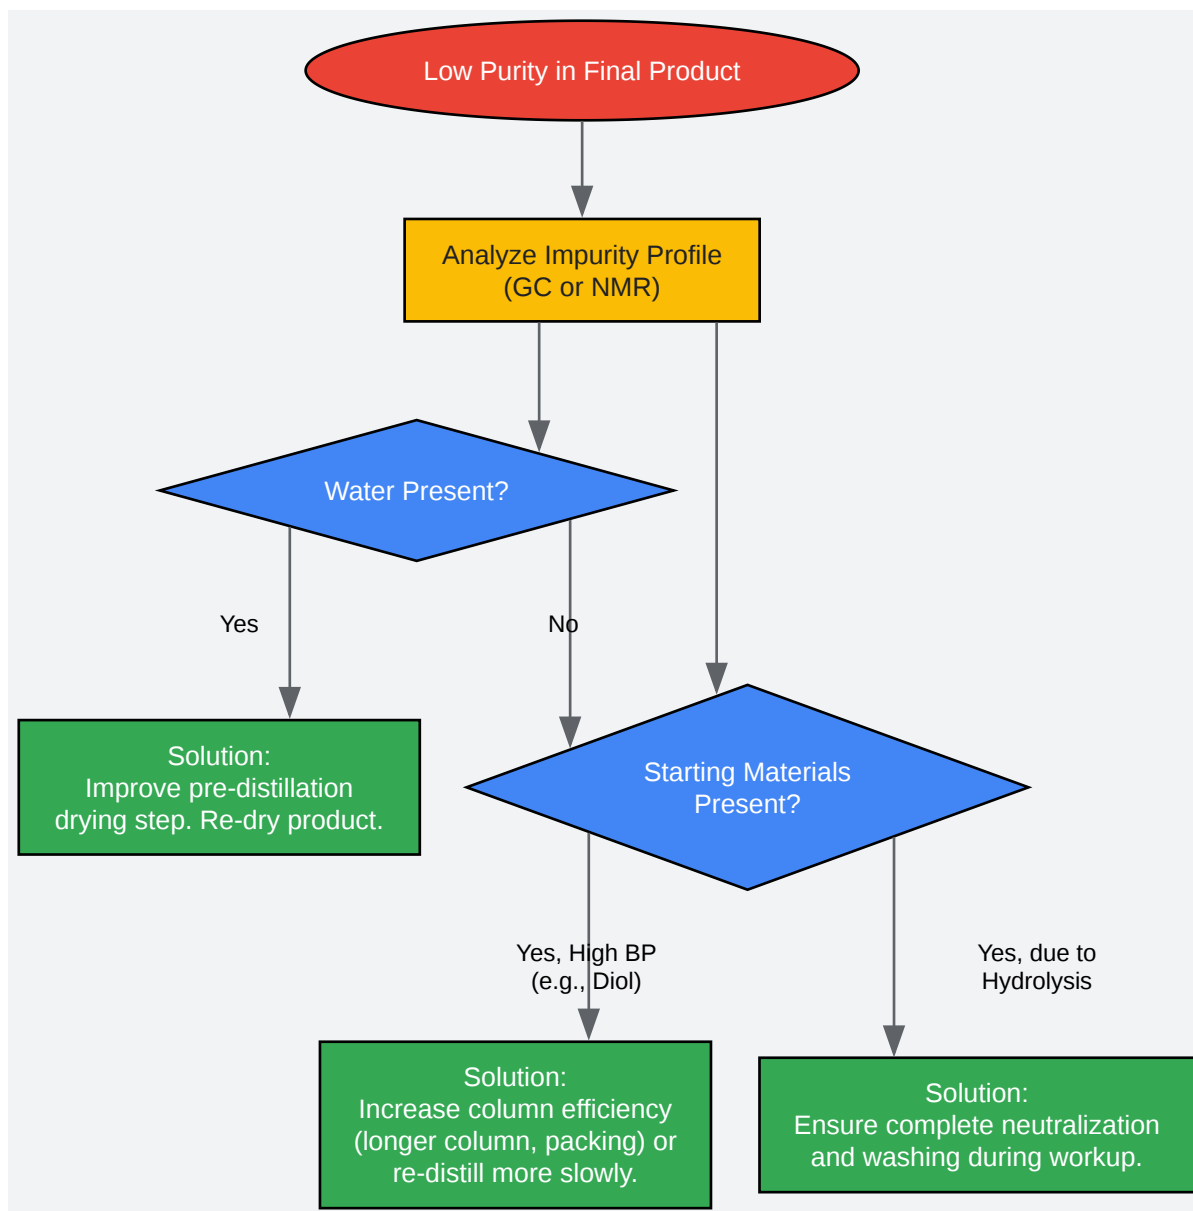 Low Purity in Final Product
Analyze Impurity Profile
(GC or NMR)
Water Present?
Yes
No
Solution:
Improve pre-distillation
drying step. Re-dry product.
Starting Materials
Present?
Yes, High BP
(e.g., Diol)
Yes, due to
Hydrolysis
Solution:
Increase column efficiency
(longer column, packing) or
re-distill more slowly.
Solution:
Ensure complete neutralization
and washing during workup.